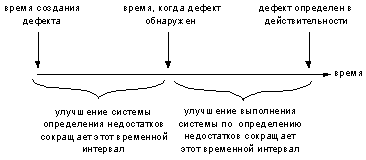 время создания
дефекта
время, когда дефект
обнаружен
дефект определен в
действительности
время
улучшение системы
определения недостатков
сокращает этот временной
интервал
улучшение выполнения
системы по определению
недостатков сокращает
этот временной
интервал